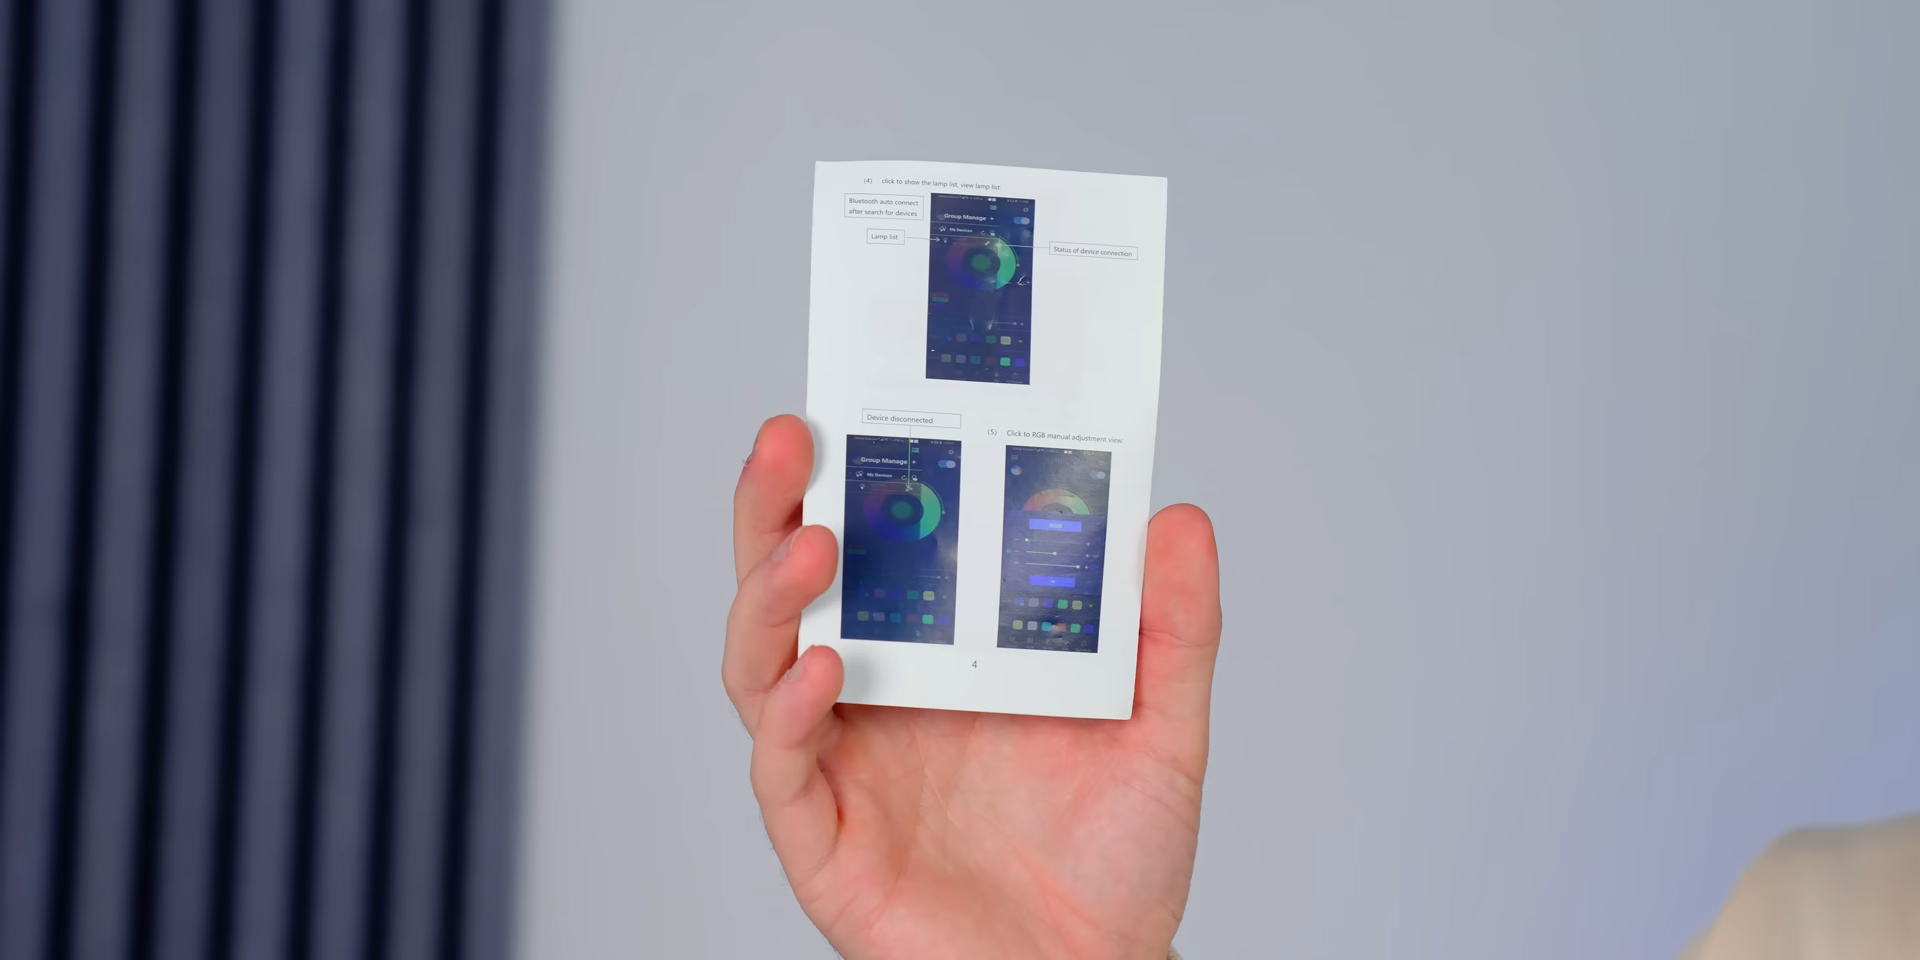 (4) click to show the lamp list, view lamp list:
Bluetooth auto connect
after search for devices
Lamp list
Status of device connection
Group Manage
My Devices
Device disconnected
Group Manage
My Devices
(5) Click to RGB manual adjustment view:
RGB
4